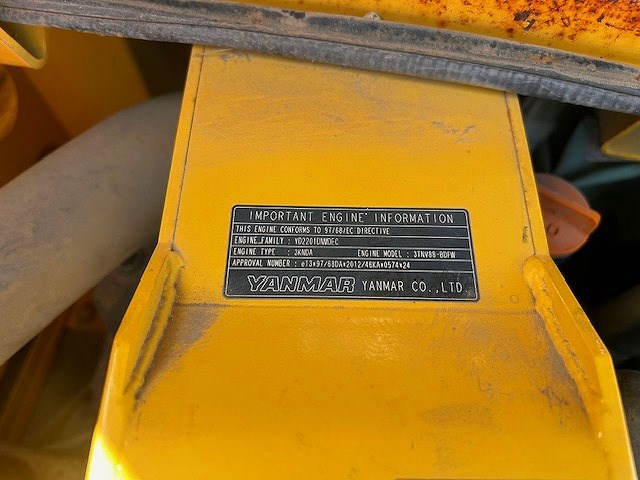 IMPORTANT ENGINE INFORMATION
THIS ENGINE CONFORMS TO 97/68/EC DIRECTIVE
ENGINE FAMILY : YD2201DNMDEC
ENGINE TYPE : 3KNDA ENGINE MODEL : 3TNV88-BDFW
APPROVAL NUMBER : e13*97/68DA*2012/46KA*0574*24
YANMAR YANMAR CO.,LTD.